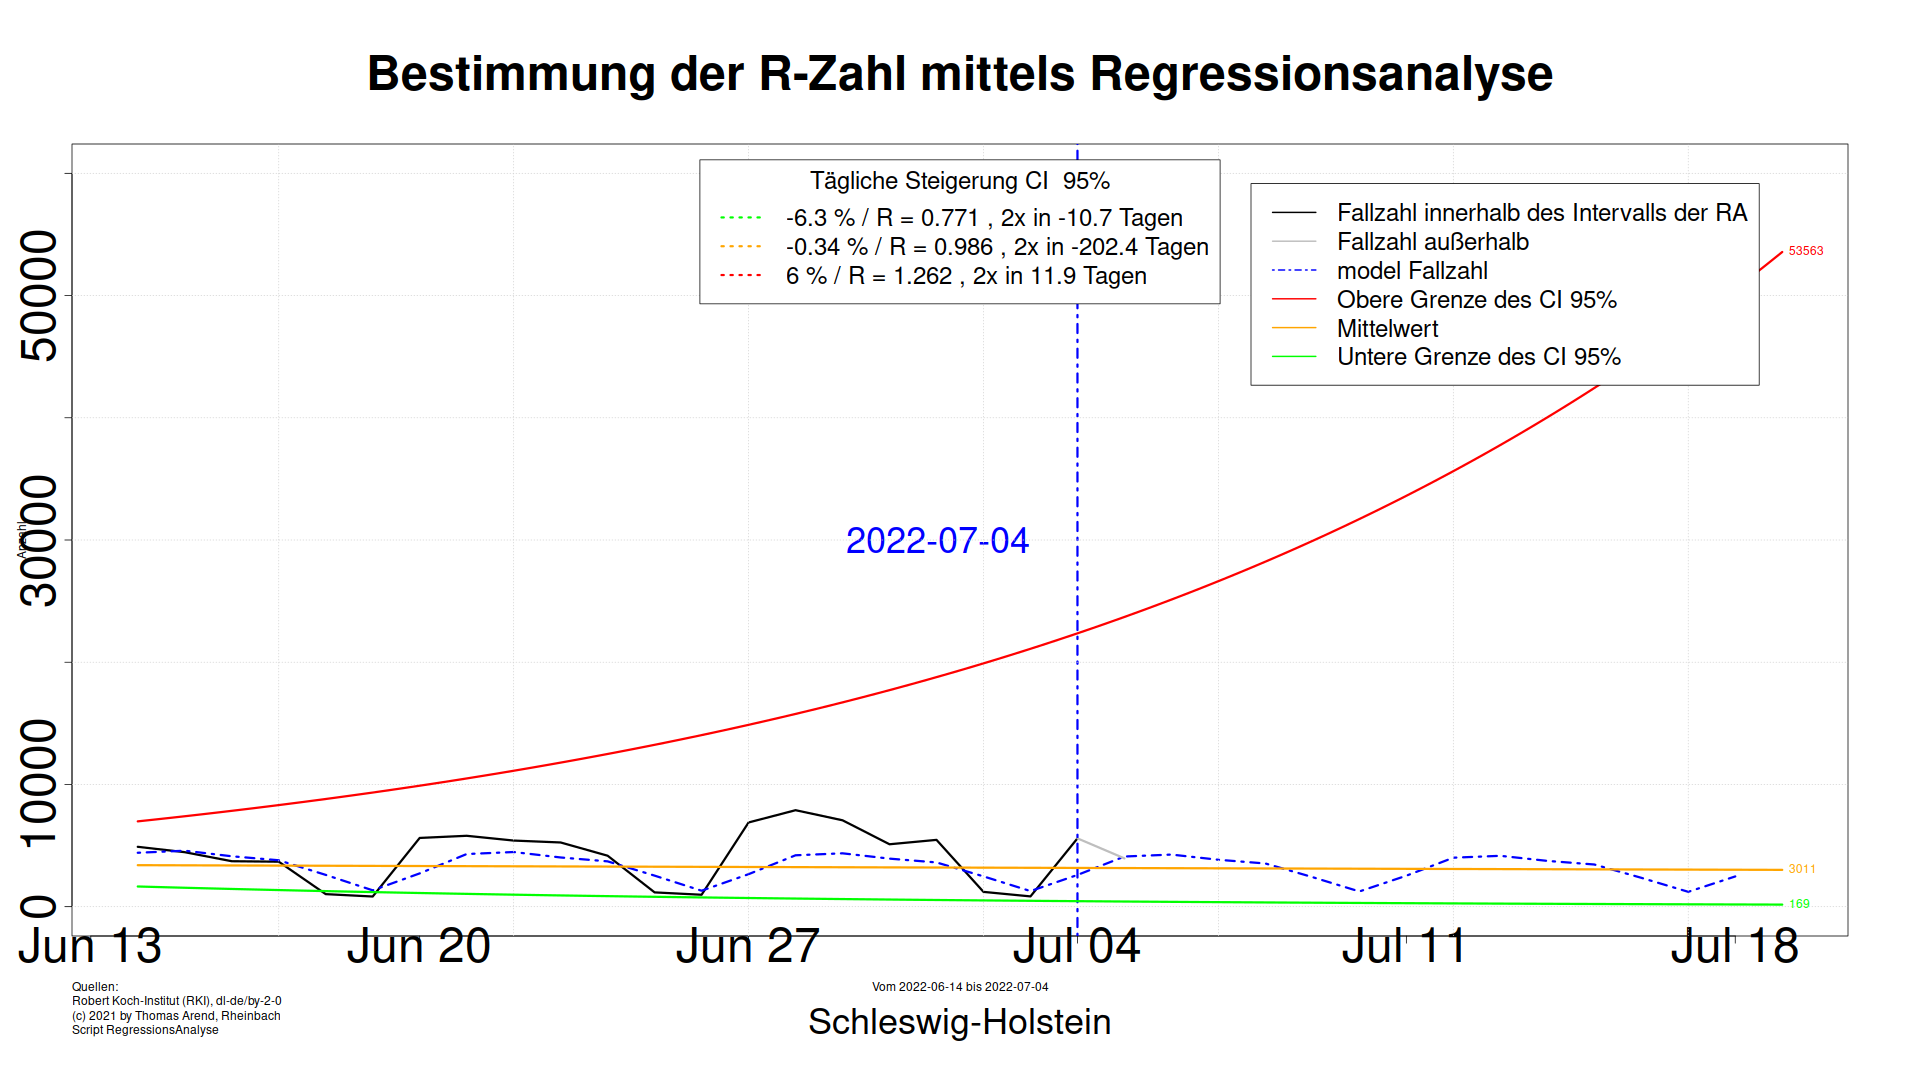 Bestimmung der R-Zahl mittels Regressionsanalyse
Tägliche Steigerung CI 95%
-6.3 % / R = 0.771 , 2x in -10.7 Tagen
-0.34 % / R = 0.986 , 2x in -202.4 Tagen
6 % / R = 1.262 , 2x in 11.9 Tagen
Fallzahl innerhalb des Intervalls der RA
Fallzahl außerhalb
model Fallzahl
Obere Grenze des CI 95%
Mittelwert
Untere Grenze des CI 95%
53563
50000
30000
10000
0
Anzahl
2022-07-04
3011
169
Jun 13 Jun 20 Jun 27 Jul 04 Jul 11 Jul 18
Quellen:
Robert Koch-Institut (RKI), dl-de/by-2-0
(c) 2021 by Thomas Arend, Rheinbach
Script RegressionsAnalyse
Vom 2022-06-14 bis 2022-07-04
Schleswig-Holstein